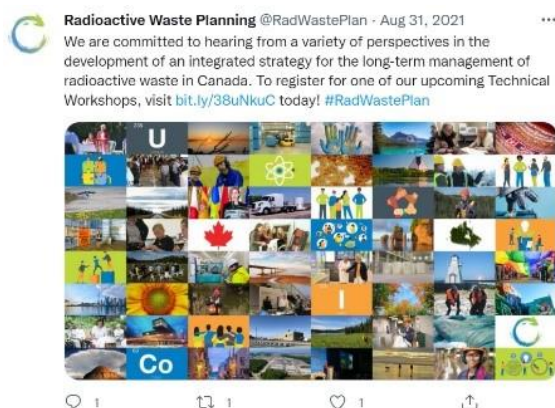 Radioactive Waste Planning @RadWastePlan · Aug 31, 2021 ...
We are committed to hearing from a variety of perspectives in the
development of an integrated strategy for the long-term management of
radioactive waste in Canada. To register for one of our upcoming Technical
Workshops, visit bit.ly/38uNkuC today! #RadWastePlan
U
I
Co
1 1 1